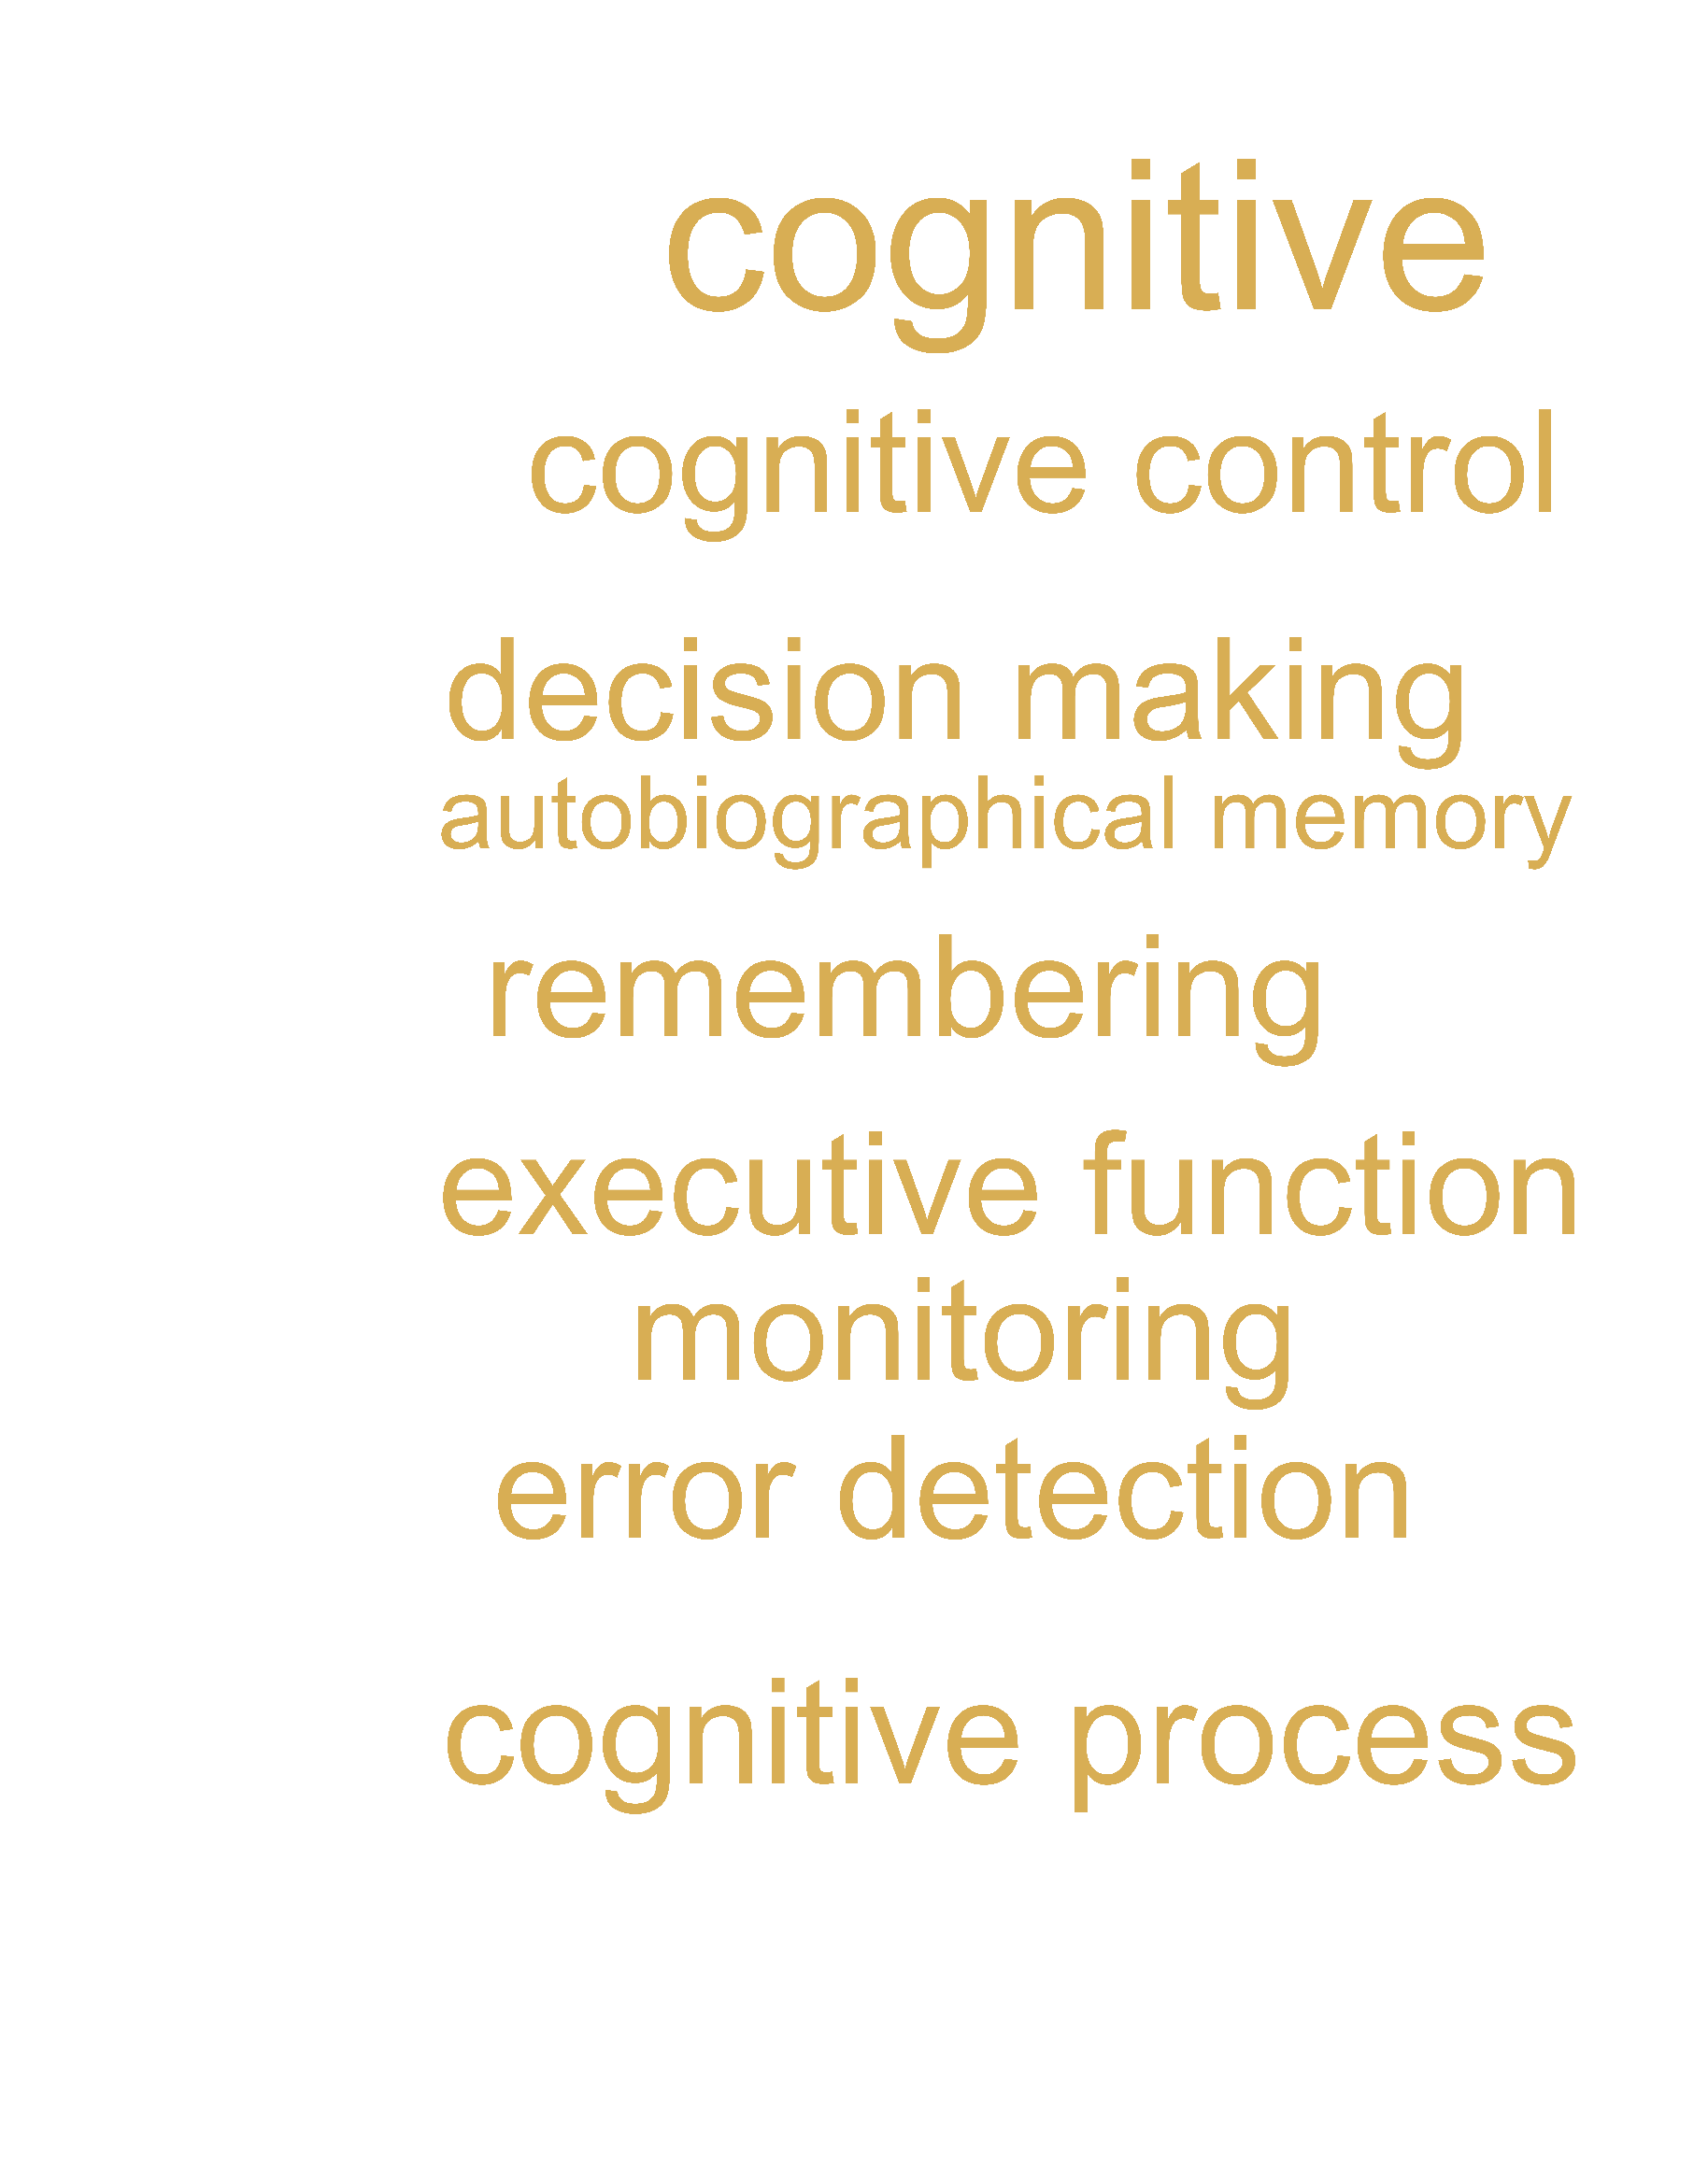 cognitive
cognitive control
decision making
autobiographical memory
remembering
executive function
monitoring
error detection
cognitive process